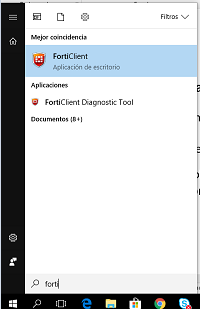 Filtros
Mejor coincidencia
FortiClient
Aplicación de escritorio
Aplicaciones
FortiClient Diagnostic Tool
Documentos (8+)
forti